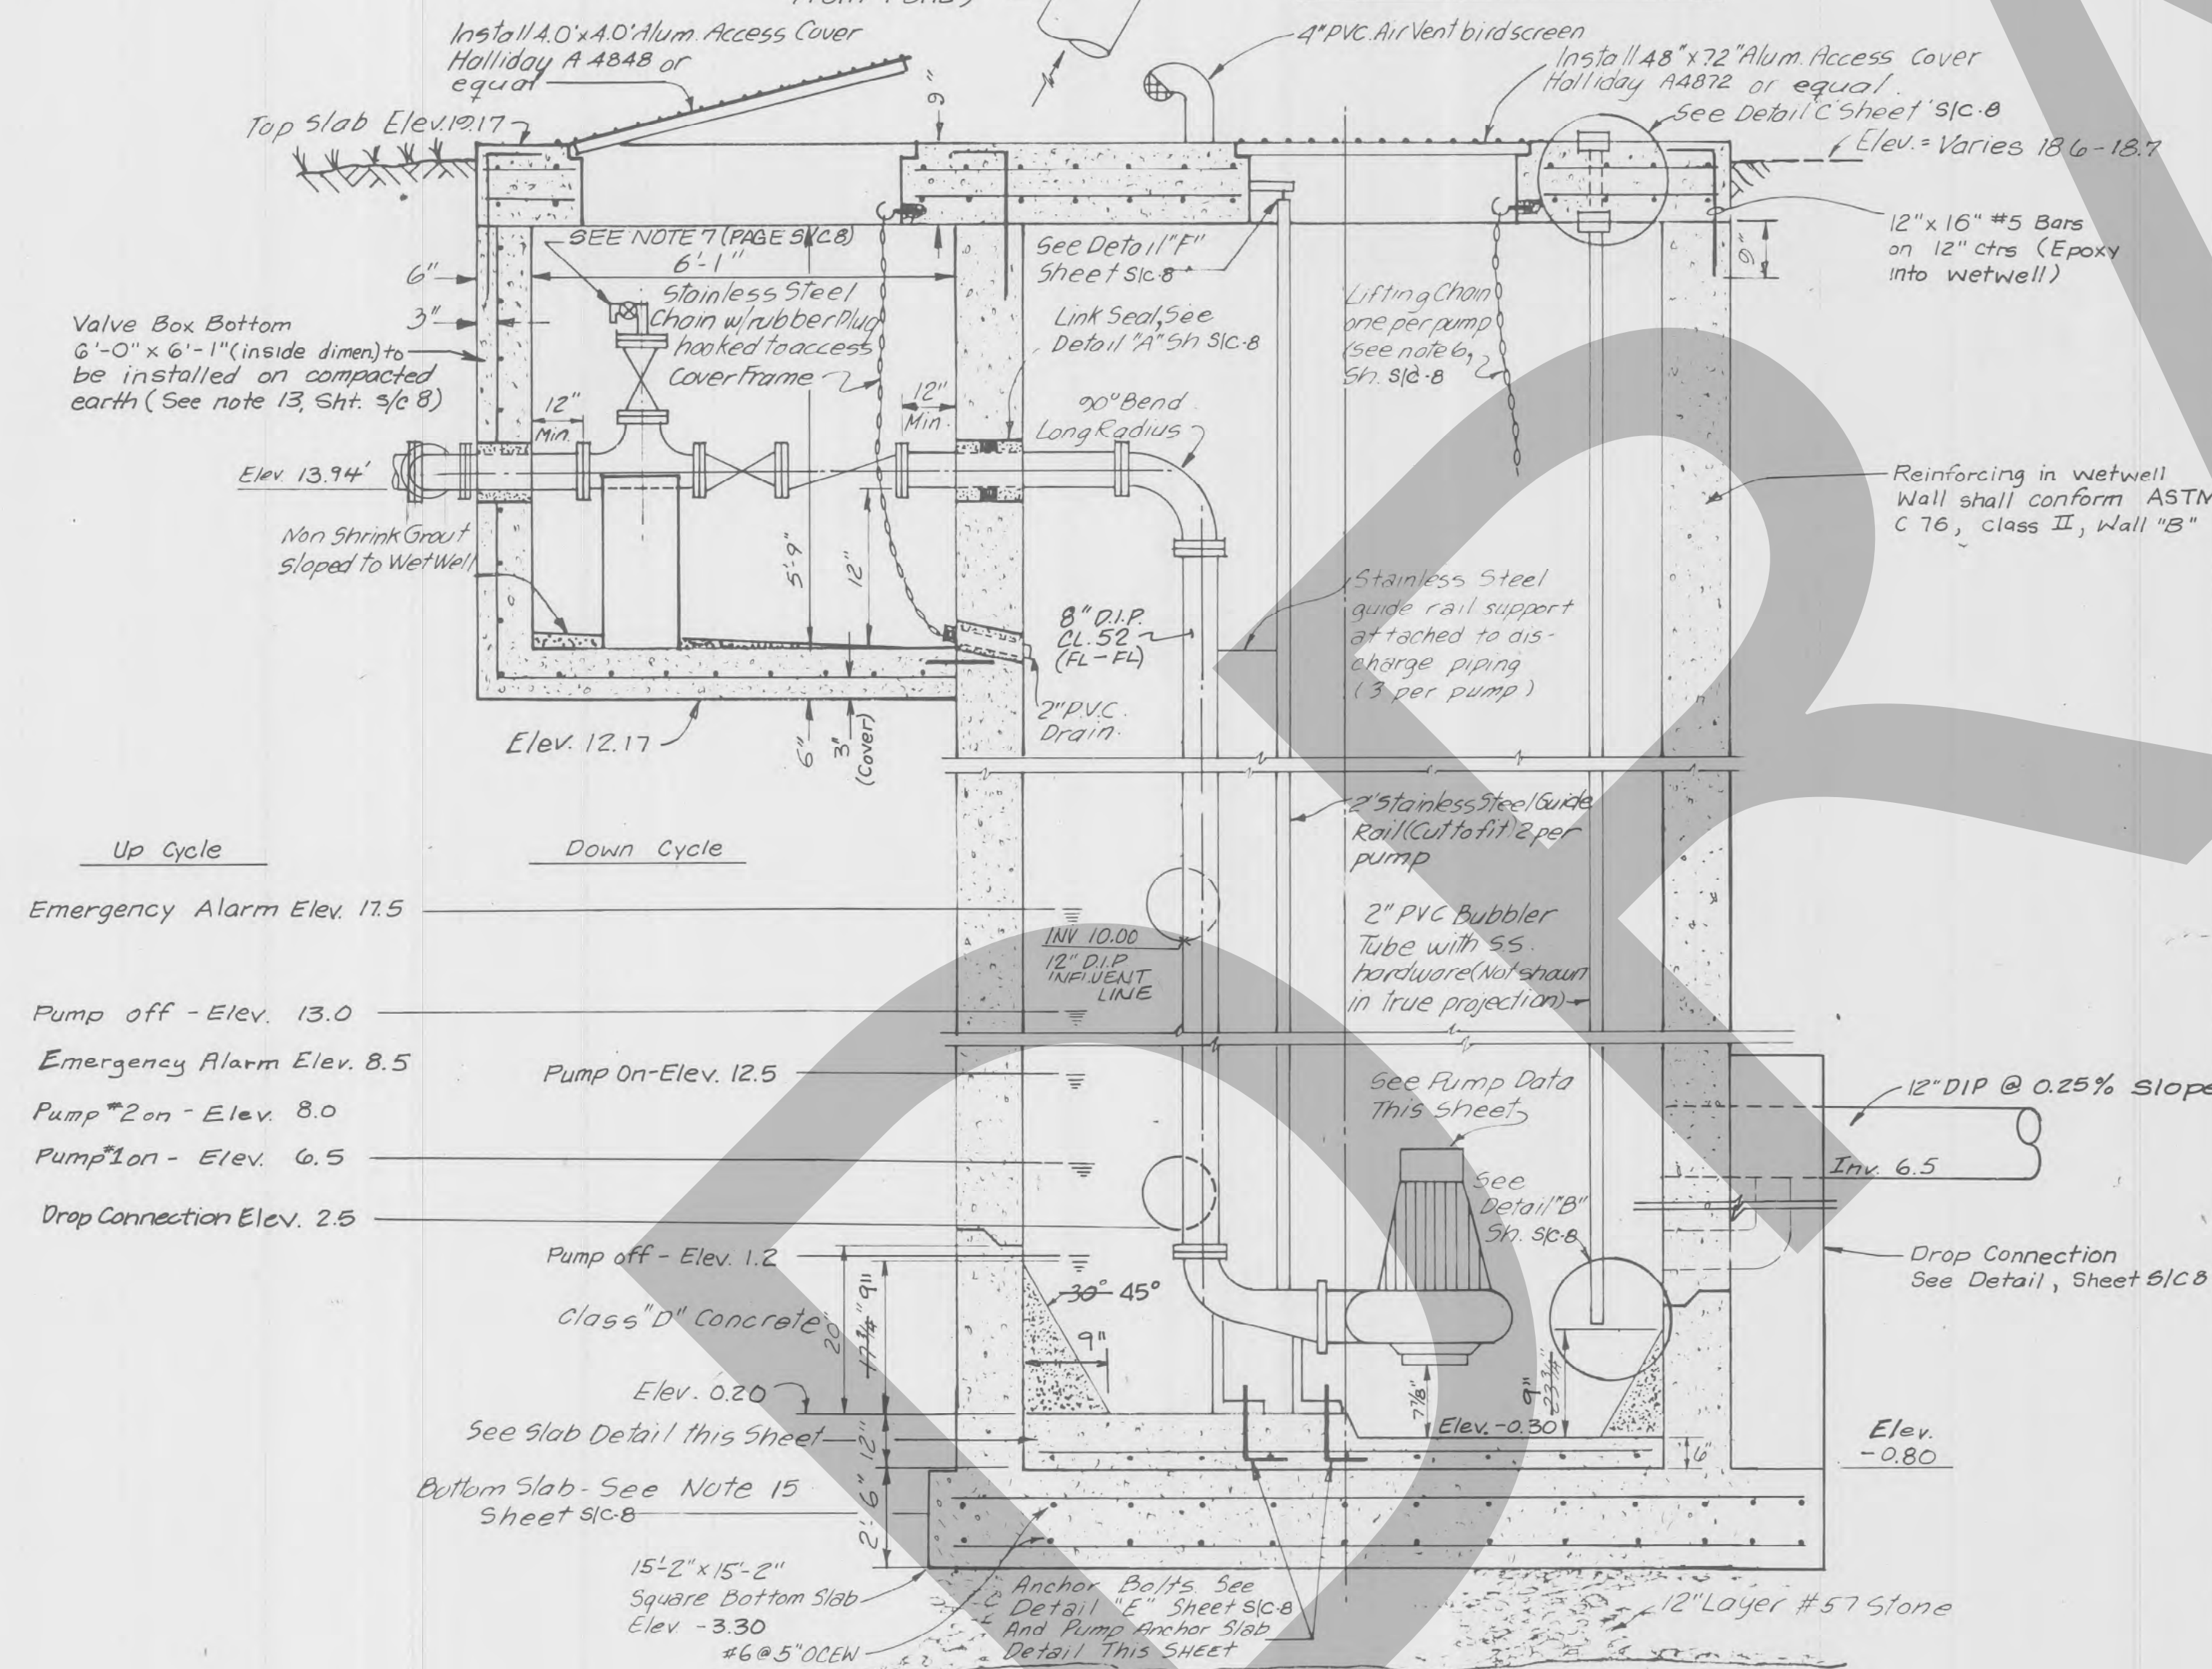 Install 4.0'x4.0' Alum. Access Cover
Halliday A 4848 or
equal
4" PVC. Air Vent birdscreen
Install 48"x72" Alum. Access Cover
Halliday A4872 or equal.
See Detail 'C' Sheet S/C-8
Top Slab Elev. 19.17
Elev. = Varies 18.6-18.7
SEE NOTE 7 (PAGE S/C8)
6'-1"
6"
3"
9"
Stainless Steel
Chain w/rubber Plug
hooked to access
Cover Frame
See Detail "F"
Sheet S/C-8
Link Seal, See
Detail "A" Sh S/C-8
Lifting Chain
one per pump
(see note 6,
Sh. S/C-8
12" x 16" #5 Bars
on 12" ctrs (Epoxy
into wetwell)
9"
Valve Box Bottom
6'-0" x 6'-1" (inside dimen.) to
be installed on compacted
earth (See note 13, Sht. s/c 8)
12"
Min.
12"
Min.
90° Bend
Long Radius
Elev. 13.94'
Reinforcing in wetwell
Wall shall conform ASTM
C 76, class II, Wall "B"
Non Shrink Grout
sloped to WetWell
5'-9"
12"
8" D.I.P.
CL. 52
(FL-FL)
Stainless Steel
guide rail support
attached to dis-
charge piping
(3 per pump)
2" P.V.C.
Drain.
Elev. 12.17
6"
3"
(Cover)
2" Stainless Steel Guide
Rail (Cut to fit) 2 per
pump
Up Cycle
Down Cycle
Emergency Alarm Elev. 17.5
INV 10.00
12" D.I.P.
INFLUENT
LINE
2" PVC Bubbler
Tube with SS.
hardware (Not shown
in true projection)
Pump off - Elev. 13.0
Emergency Alarm Elev. 8.5
Pump On-Elev. 12.5
Pump #2 on - Elev. 8.0
Pump #1 on - Elev. 6.5
Drop Connection Elev. 2.5
Pump off - Elev. 1.2
See Pump Data
This sheet
12" DIP @ 0.25% Slope
Inv. 6.5
See
Detail "B"
Sh. S/C-8
Drop Connection
See Detail, Sheet S/C8
30° 45°
Class "D" Concrete
20"
17 3/4" 9"
9"
7 7/8"
9"
23 3/4"
Elev. 0.20
See Slab Detail this Sheet
12"
Elev. -0.30
6"
Elev.
-0.80
Bottom Slab - See Note 15
Sheet S/C-8
2'-6"
15'-2" x 15'-2"
Square Bottom Slab
Elev -3.30
#6 @ 5" OCEW
Anchor Bolts. See
Detail "E" Sheet S/C-8
And Pump Anchor Slab
Detail This SHEET
12" Layer #57 Stone